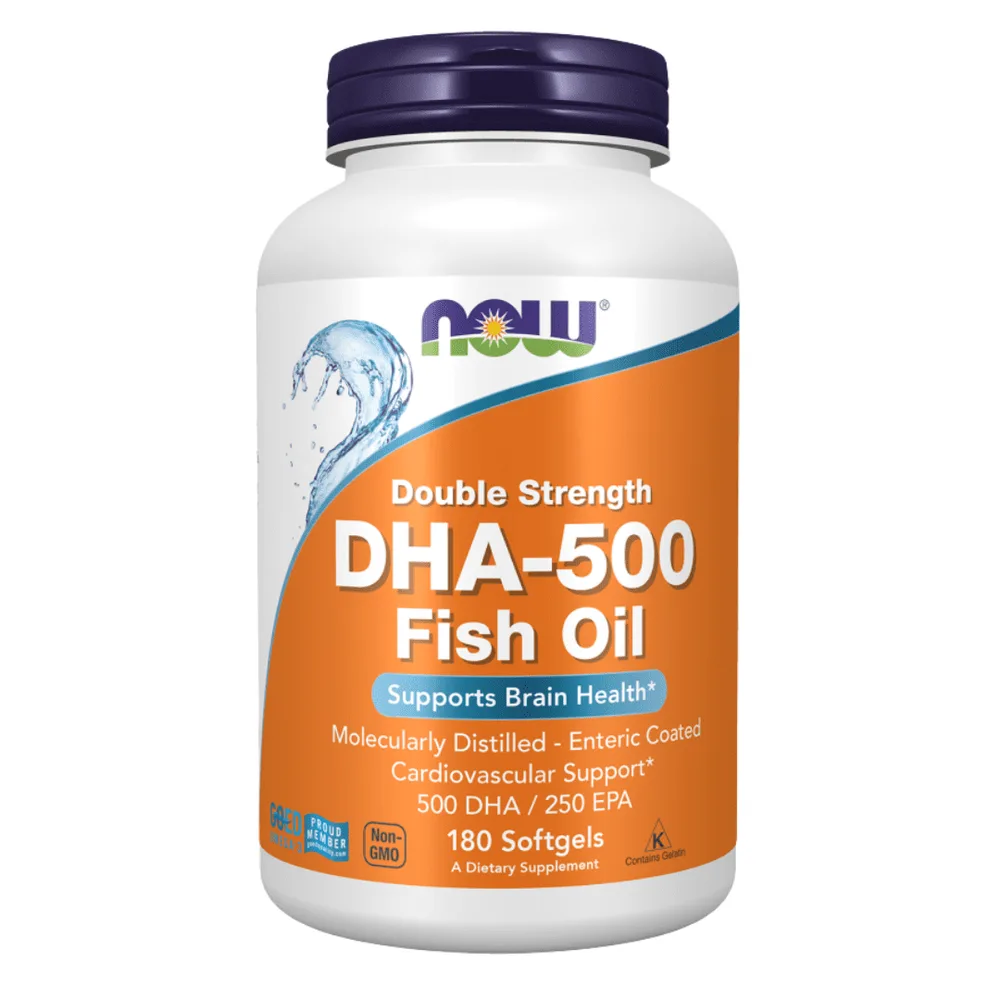 NOW®
Double Strength
DHA-500
Fish Oil
Supports Brain Health*
Molecularly Distilled - Enteric Coated
Cardiovascular Support*
500 DHA / 250 EPA
180 Softgels
A Dietary Supplement
GOED
PROUD
MEMBER
Non-
GMO
K
Contains Gelatin